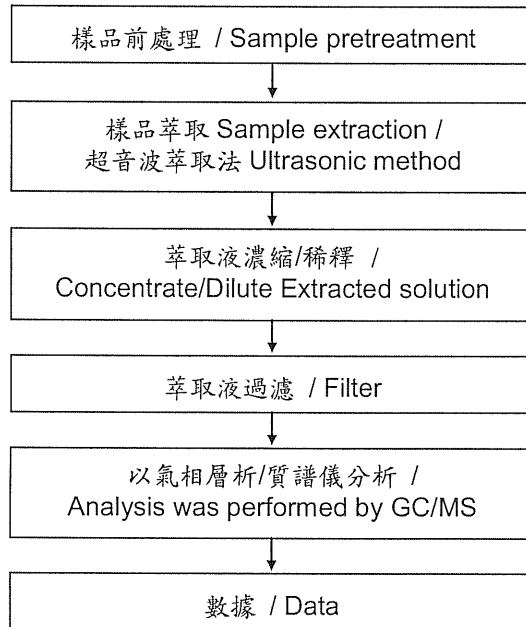 樣品前處理 / Sample pretreatment
樣品萃取 Sample extraction /
超音波萃取法 Ultrasonic method
萃取液濃縮/稀釋 /
Concentrate/Dilute Extracted solution
萃取液過濾 / Filter
以氣相層析/質譜儀分析 /
Analysis was performed by GC/MS
數據 / Data